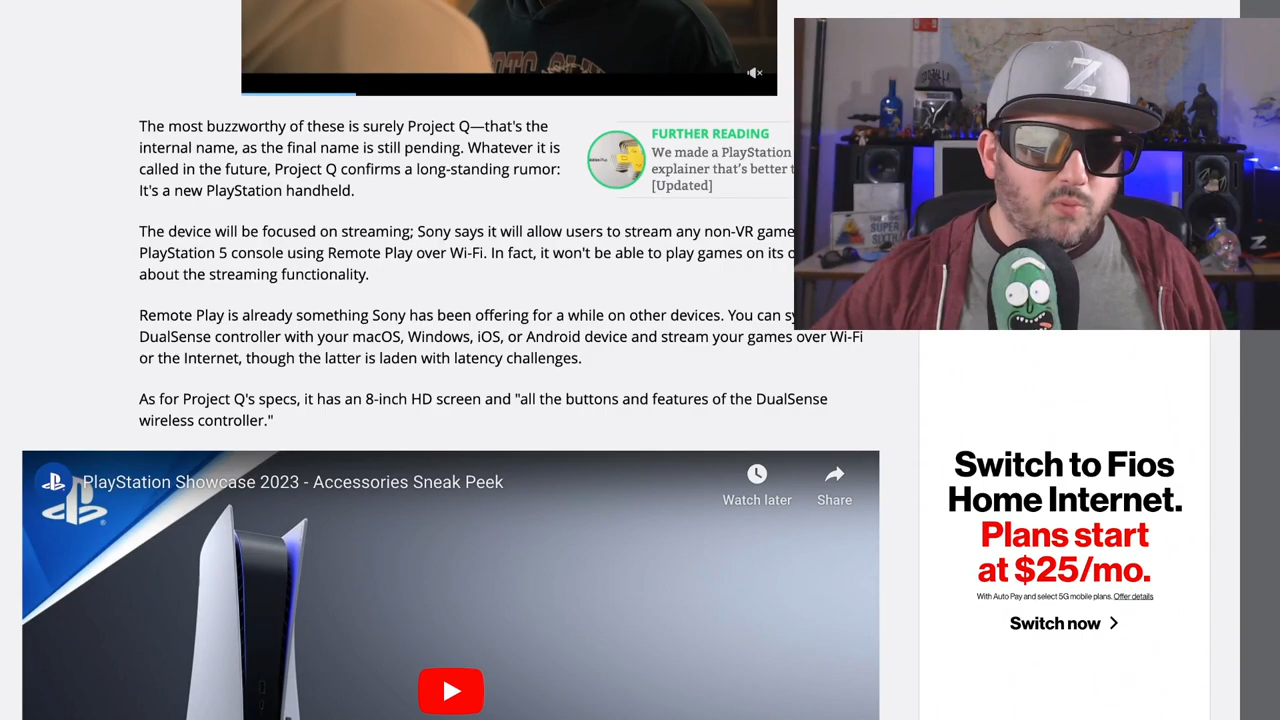 The most buzzworthy of these is surely Project Q—that's the
internal name, as the final name is still pending. Whatever it is
called in the future, Project Q confirms a long-standing rumor:
It's a new PlayStation handheld.
FURTHER READING
We made a PlayStation
explainer that's better
[Updated]
The device will be focused on streaming; Sony says it will allow users to stream any non-VR game
PlayStation 5 console using Remote Play over Wi-Fi. In fact, it won't be able to play games on its
about the streaming functionality.
Remote Play is already something Sony has been offering for a while on other devices. You can
DualSense controller with your macOS, Windows, iOS, or Android device and stream your games over Wi-Fi
or the Internet, though the latter is laden with latency challenges.
As for Project Q's specs, it has an 8-inch HD screen and "all the buttons and features of the DualSense
wireless controller."
PlayStation Showcase 2023 - Accessories Sneak Peek
Watch later
Share
Z
SUPER
SIXTH
Switch to Fios
Home Internet.
Plans start
at $25/mo.
With Auto Pay and select 5G mobile plans. Offer details
Switch now